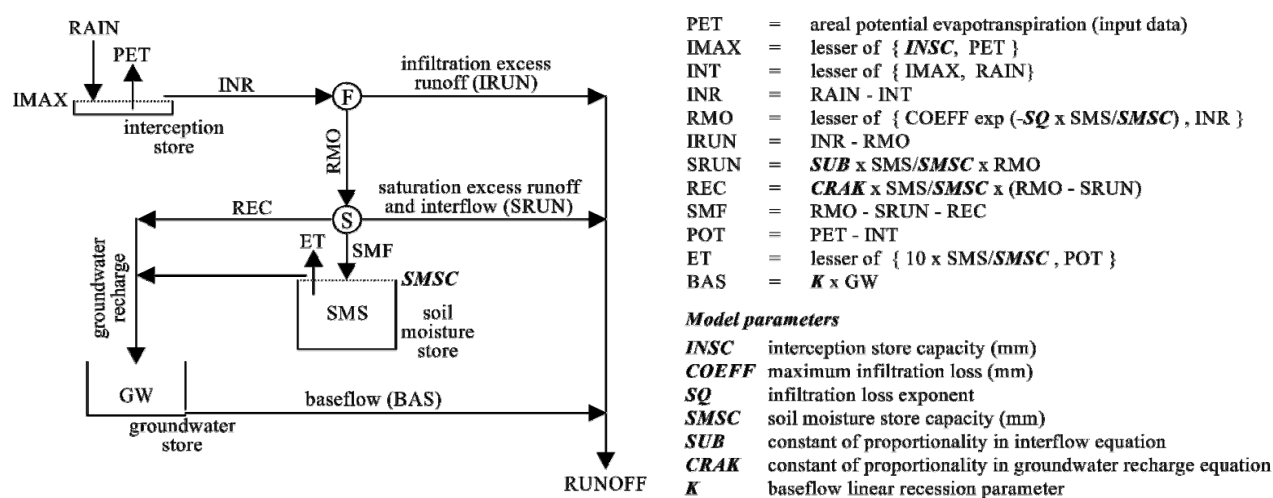 RAIN
PET
IMAX
interception
store
INR
F
infiltration excess
runoff (IRUN)
RMO
saturation excess runoff
and interflow (SRUN)
REC
S
ET
SMF
SMSC
groundwater
recharge
SMS
soil
moisture
store
GW
baseflow (BAS)
groundwater
store
RUNOFF
PET = areal potential evapotranspiration (input data)
IMAX = lesser of { INSC, PET }
INT = lesser of { IMAX, RAIN}
INR = RAIN - INT
RMO = lesser of { COEFF exp (-SQ x SMS/SMSC) , INR }
IRUN = INR - RMO
SRUN = SUB x SMS/SMSC x RMO
REC = CRAK x SMS/SMSC x (RMO - SRUN)
SMF = RMO - SRUN - REC
POT = PET - INT
ET = lesser of { 10 x SMS/SMSC , POT }
BAS = K x GW
Model parameters
INSC interception store capacity (mm)
COEFF maximum infiltration loss (mm)
SQ infiltration loss exponent
SMSC soil moisture store capacity (mm)
SUB constant of proportionality in interflow equation
CRAK constant of proportionality in groundwater recharge equation
K baseflow linear recession parameter